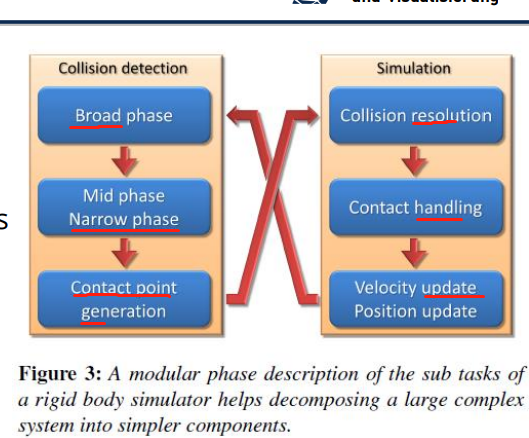 und Visualisierung
Collision detection
Broad phase
Mid phase
Narrow phase
Contact point
generation
Simulation
Collision resolution
Contact handling
Velocity update
Position update
s
Figure 3: A modular phase description of the sub tasks of
a rigid body simulator helps decomposing a large complex
system into simpler components.